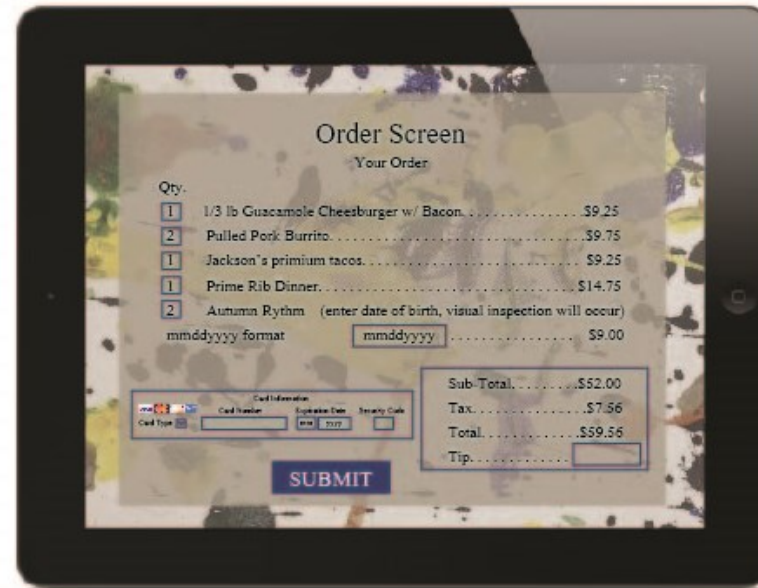 Order Screen
Your Order
Qty.
1 1/3 lb Guacamole Cheesburger w/ Bacon. . . . . . . . . . . . . . . .$9.25
2 Pulled Pork Burrito. . . . . . . . . . . . . . . . . . . . . . . . . . . . . . . . .$9.75
1 Jackson's primium tacos. . . . . . . . . . . . . . . . . . . . . . . . . . . . .$9.25
1 Prime Rib Dinner. . . . . . . . . . . . . . . . . . . . . . . . . . . . . . . . .$14.75
2 Autumn Rythm (enter date of birth, visual inspection will occur)
mmddyyyy format mmddyyyy . . . . . . . . . . . . . . . . . $9.00
Sub-Total. . . . . . . . .$52.00
Tax. . . . . . . . . . . . . .$7.56
Total. . . . . . . . . . . . .$59.56
Tip. . . . . . . . . . . . .
Card Information
VISA
Card Number Expiration Date Security Code
Card Type mm yyyy
SUBMIT